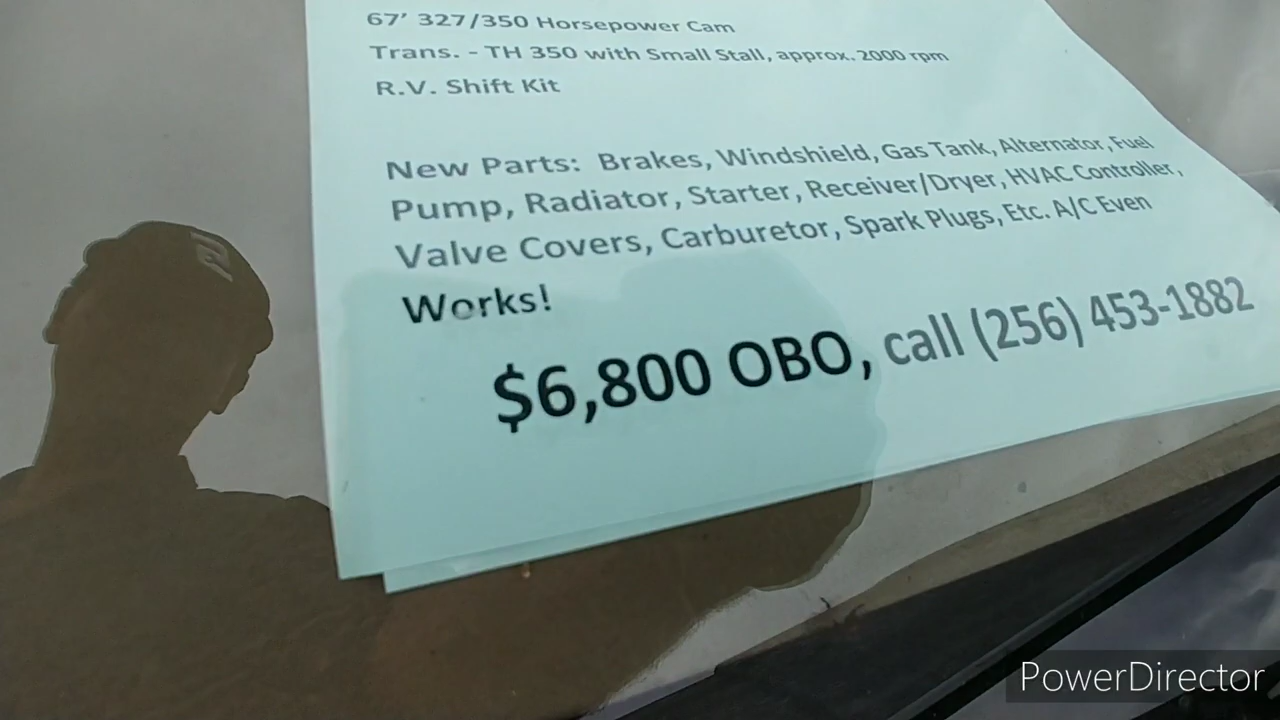 67’ 327/350 Horsepower Cam
Trans. - TH 350 with Small Stall, approx. 2000 rpm
R.V. Shift Kit
New Parts: Brakes, Windshield, Gas Tank, Alternator, Fuel
Pump, Radiator, Starter, Receiver/Dryer, HVAC Controller,
Valve Covers, Carburetor, Spark Plugs, Etc. A/C Even
Works!
$6,800 OBO, call (256) 453-1882
PowerDirector